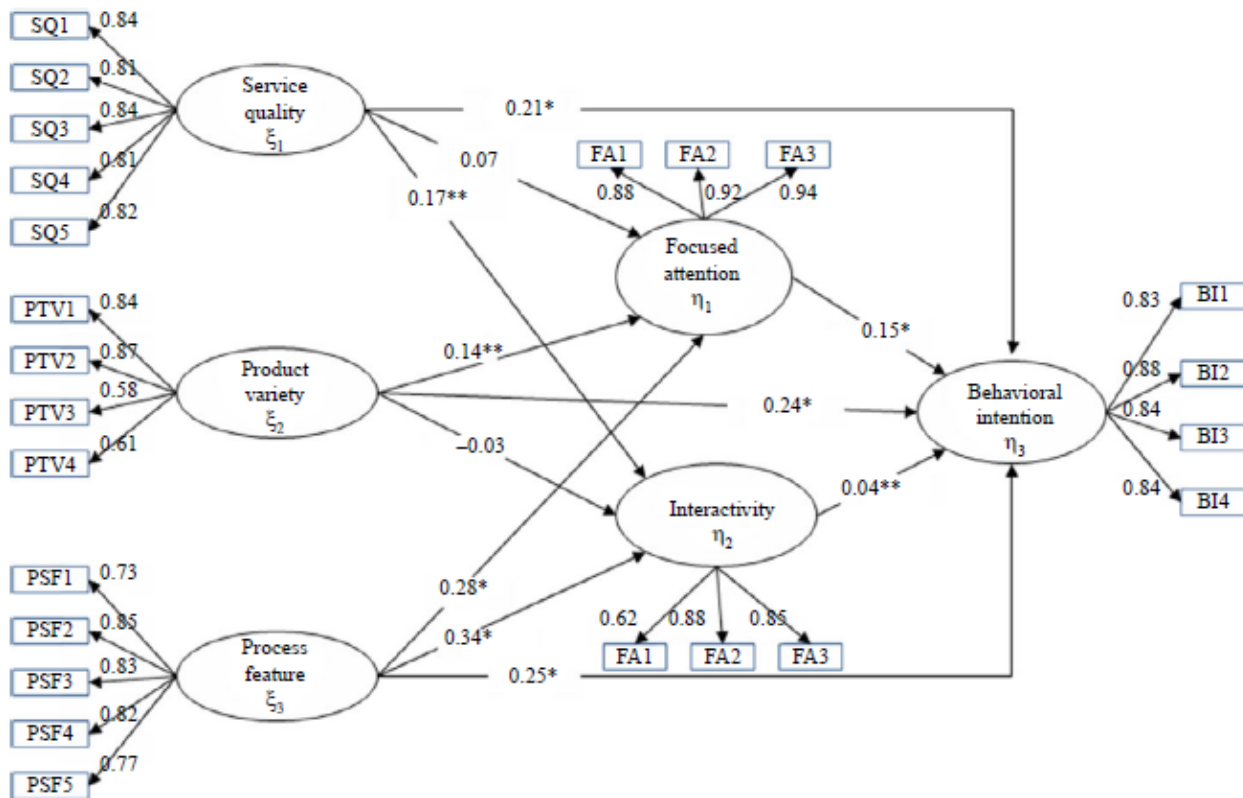 SQ1
0.84
SQ2
0.81
SQ3
0.84
SQ4
0.81
SQ5
0.82
Service
quality
ξ1
0.21*
0.07
0.17**
FA1
FA2
FA3
0.88
0.92
0.94
Focused
attention
η1
PTV1
0.84
PTV2
0.87
PTV3
0.58
PTV4
0.61
Product
variety
ξ2
0.14**
0.24*
–0.03
0.15*
Behavioral
intention
η3
0.83
BI1
0.88
BI2
0.84
BI3
0.84
BI4
Interactivity
η2
0.04**
0.62
0.88
0.85
FA1
FA2
FA3
PSF1
0.73
PSF2
0.85
PSF3
0.83
PSF4
0.82
PSF5
0.77
Process
feature
ξ3
0.28*
0.34*
0.25*